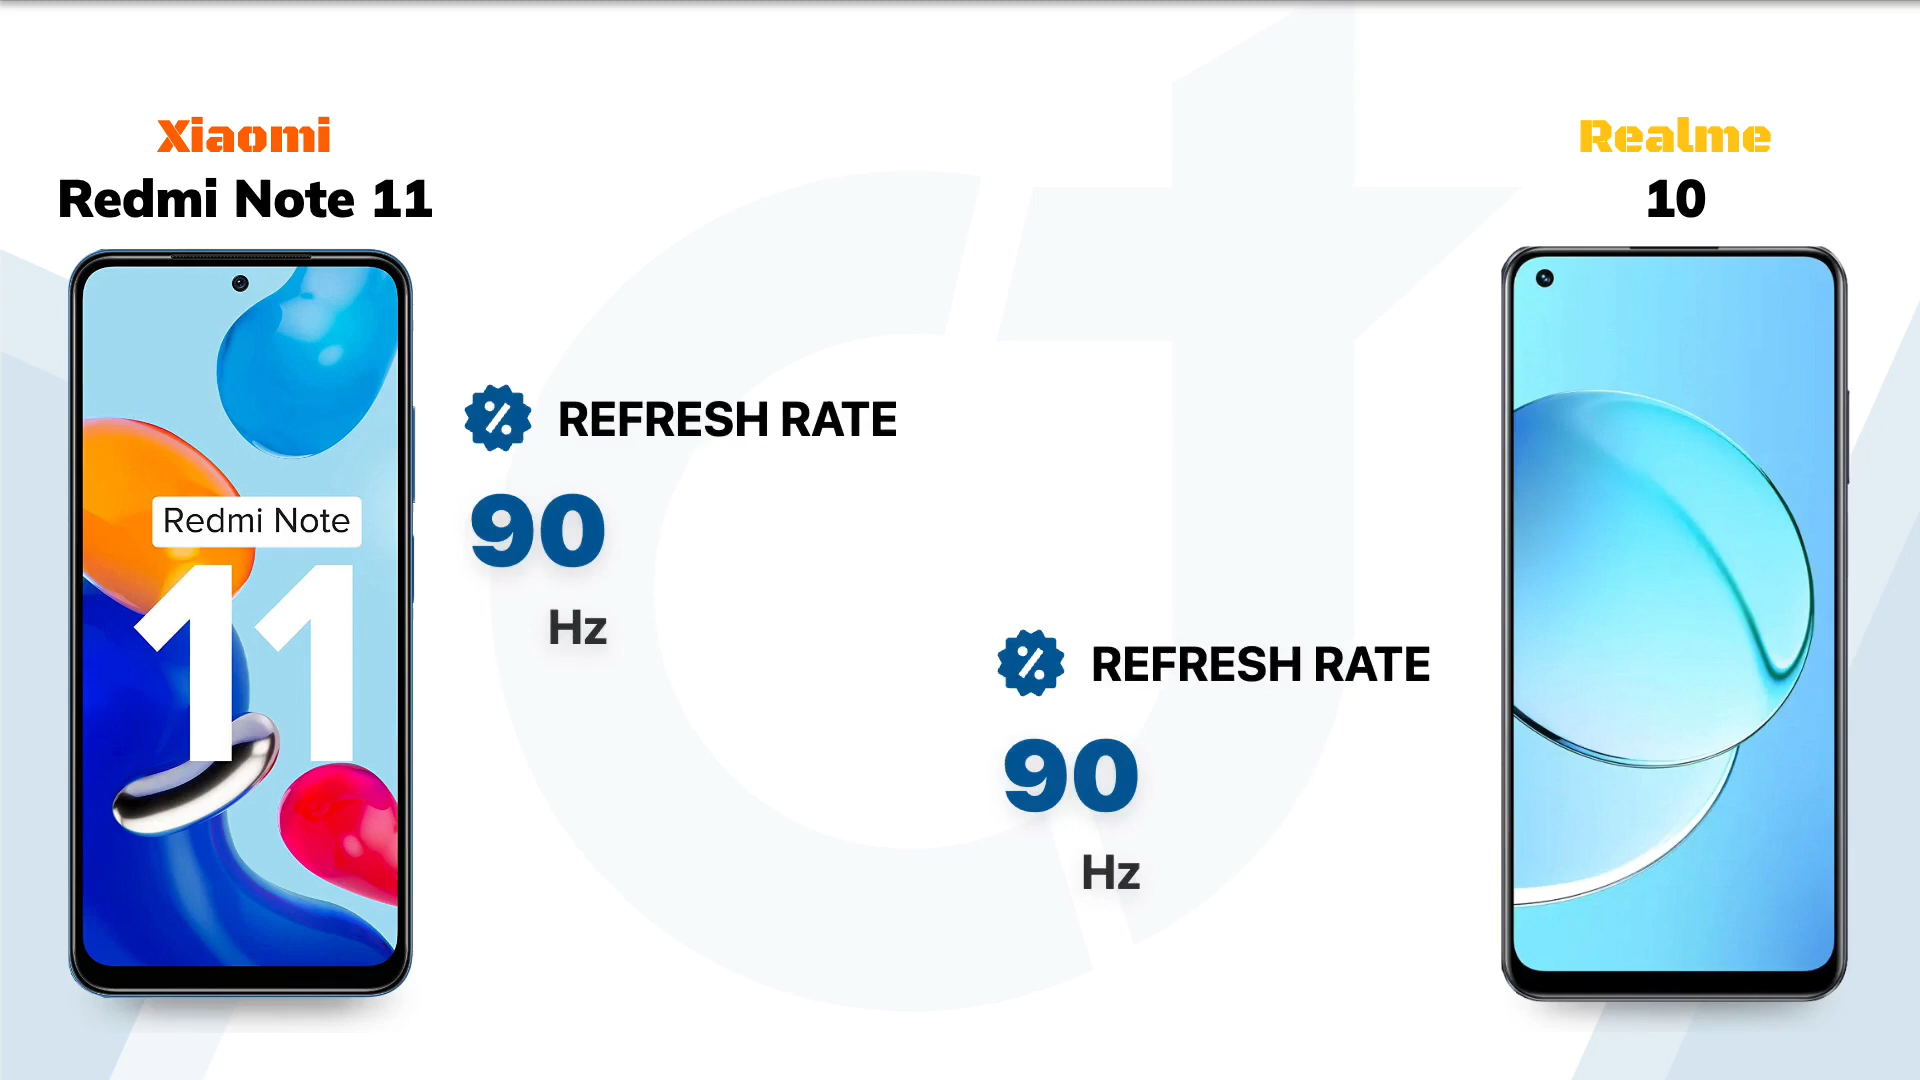 Xiaomi
Redmi Note 11
Redmi Note
11
REFRESH RATE
90
Hz
Realme
10
REFRESH RATE
90
Hz